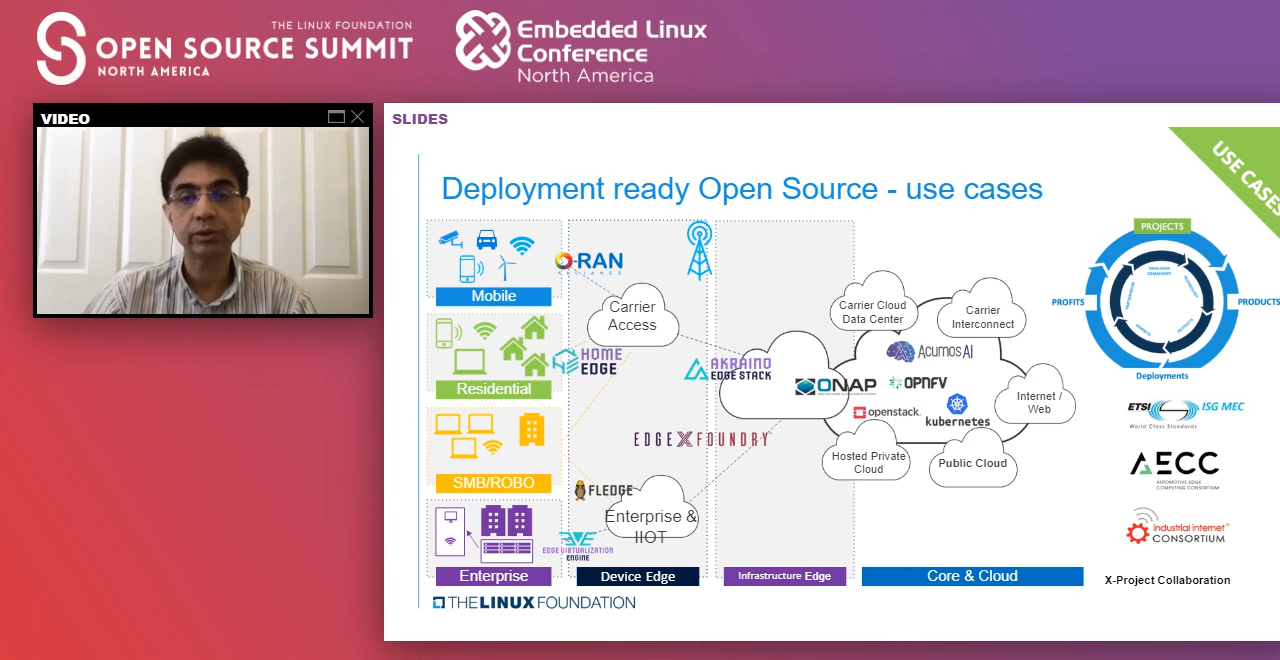 THE LINUX FOUNDATION
OPEN SOURCE SUMMIT
NORTH AMERICA
Embedded Linux
Conference
North America
VIDEO
SLIDES
USE CASES
Deployment ready Open Source - use cases
Mobile
Residential
SMB/ROBO
Enterprise
O-RAN
ALLIANCE
Carrier
Access
HOME
EDGE
FLEDGE
Enterprise &
IIOT
EDGE VIRTUALIZATION
ENGINE
Device Edge
AKRAINO
EDGE STACK
EDGE X FOUNDRY
Infrastructure Edge
Carrier Cloud
Data Center
Carrier
Interconnect
Acumos AI
ONAP
OPNFV
openstack.
kubernetes
Internet /
Web
Hosted Private
Cloud
Public Cloud
Core & Cloud
PROJECTS
PROFITS
PRODUCTS
DEVELOPER
COMMUNITY
Deployments
ETSI
ISG MEC
World Class Standards
AECC
AUTOMOTIVE EDGE
COMPUTING CONSORTIUM
industrial internet
CONSORTIUM
X-Project Collaboration
THE LINUX FOUNDATION